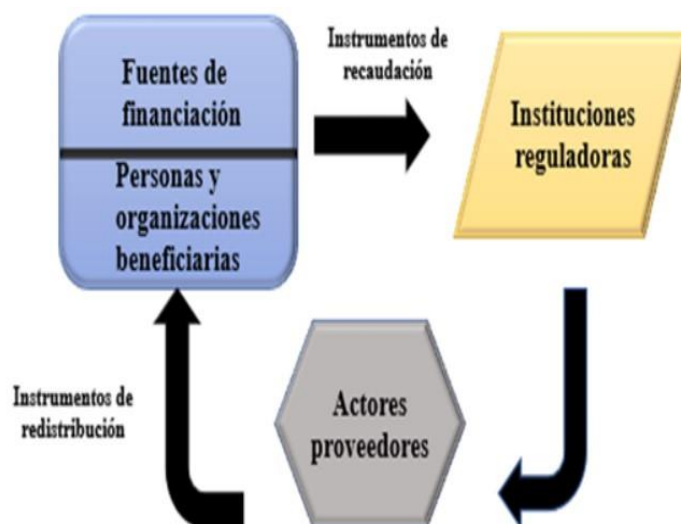 Fuentes de
financiación
Personas y
organizaciones
beneficiarias
Instrumentos de
recaudación
Instituciones
reguladoras
Actores
proveedores
Instrumentos de
redistribución